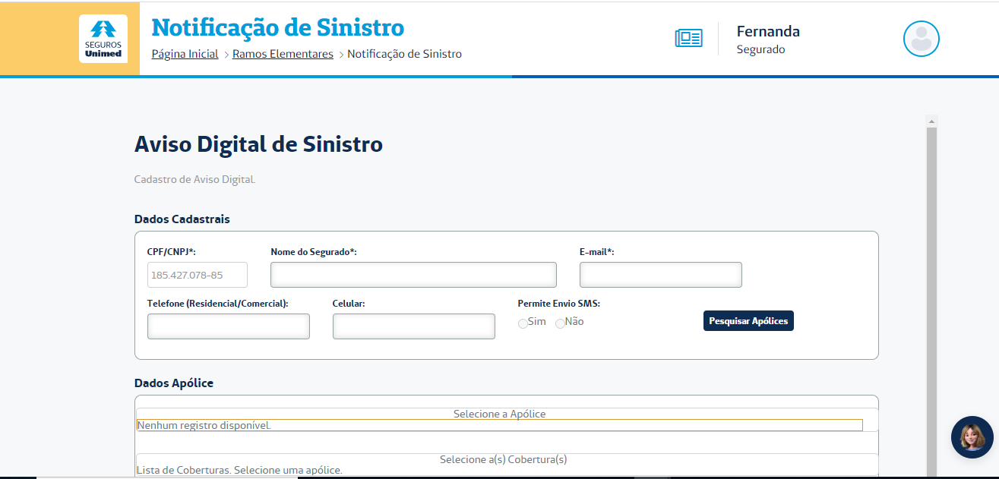 SEGUROS
Unimed
Notificação de Sinistro
Página Inicial > Ramos Elementares > Notificação de Sinistro
Fernanda
Segurado
Aviso Digital de Sinistro
Cadastro de Aviso Digital.
Dados Cadastrais
CPF/CNPJ*: Nome do Segurado*: E-mail*:
185.427.078-85
Telefone (Residencial/Comercial): Celular: Permite Envio SMS:
Sim Não
Pesquisar Apólices
Dados Apólice
Selecione a Apólice
Nenhum registro disponível.
Selecione a(s) Cobertura(s)
Lista de Coberturas. Selecione uma apólice.